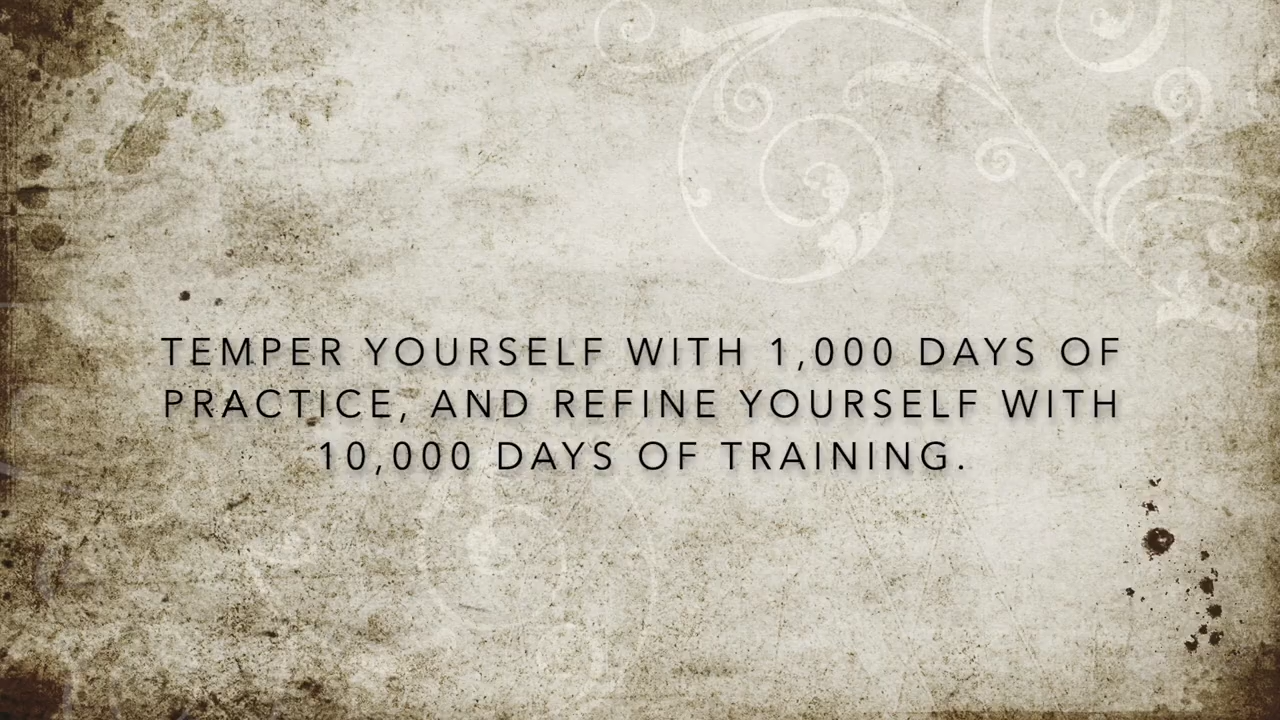 TEMPER YOURSELF WITH 1,000 DAYS OF
PRACTICE, AND REFINE YOURSELF WITH
10,000 DAYS OF TRAINING.